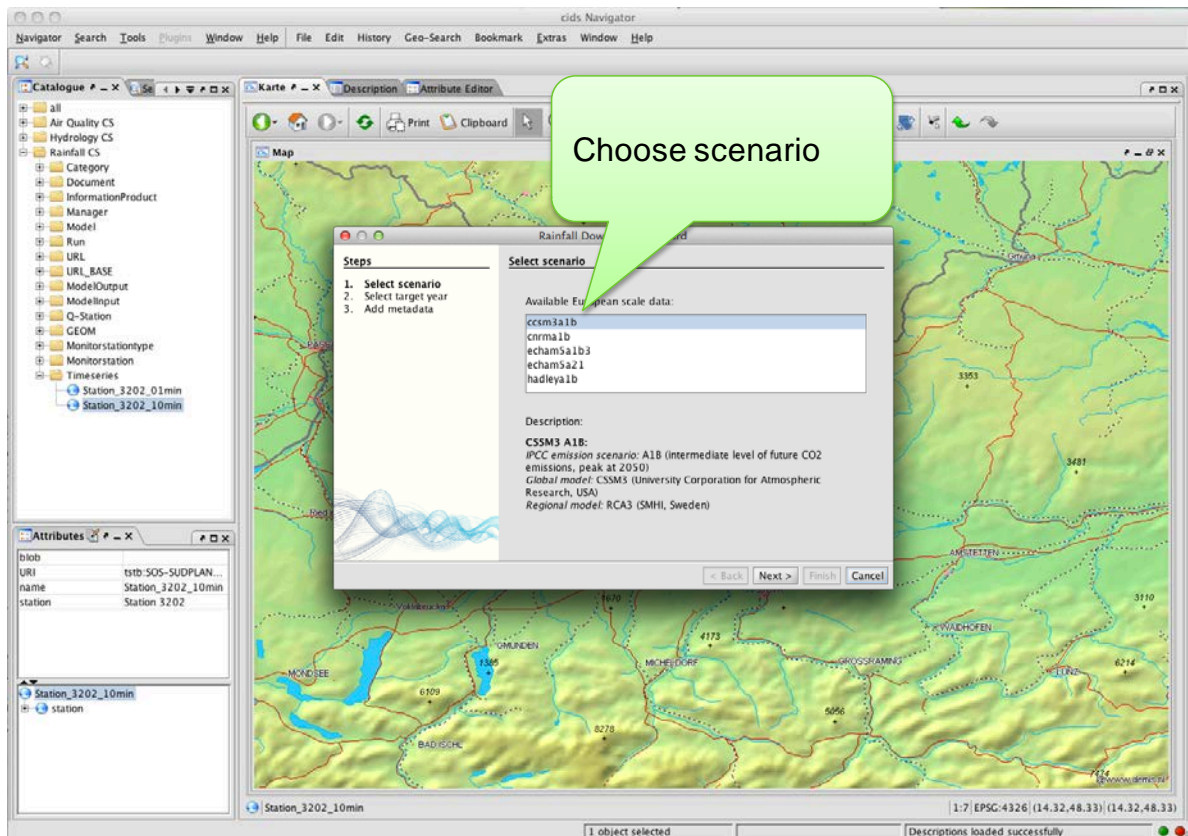 cids Navigator
Navigator Search Tools Plugins Window Help File Edit History Geo-Search Bookmark Extras Window Help
Catalogue
Se
Karte
Description
Attribute Editor
all
Air Quality CS
Hydrology CS
Rainfall CS
Category
Document
InformationProduct
Manager
Model
Run
URL
URL_BASE
ModelOutput
ModelInput
Q-Station
GEOM
Monitorstationtype
Monitorstation
Timeseries
Station_3202_01min
Station_3202_10min
Print Clipboard
Map
Choose scenario
Steps
1. Select scenario
2. Select target year
3. Add metadata
Rainfall
Select scenario
Available European scale data:
ccsm3a1b
cnrma1b
echam5a1b3
echam5a21
hadleya1b
Description:
CSSM3 A1B:
IPCC emission scenario: A1B (intermediate level of future CO2
emissions, peak at 2050)
Global model: CSSM3 (University Corporation for Atmospheric
Research, USA)
Regional model: RCA3 (SMHI, Sweden)
< Back Next > Finish Cancel
3353
3481
AMSTETTEN
3110
1670
WAIDHOFEN
4173
GMUNDEN
MICHELDORF
GROSSRAMING
MONDSEE
1385
6214
6109
5056
8278
BAD ISCHL
7474
Attributes
blob
URI tstb:SOS-SUDPLAN...
name Station_3202_10min
station Station 3202
Station_3202_10min
station
Station_3202_10min
1:7 EPSG:4326 (14.32,48.33) (14.32,48.33)
1 object selected
Descriptions loaded successfully